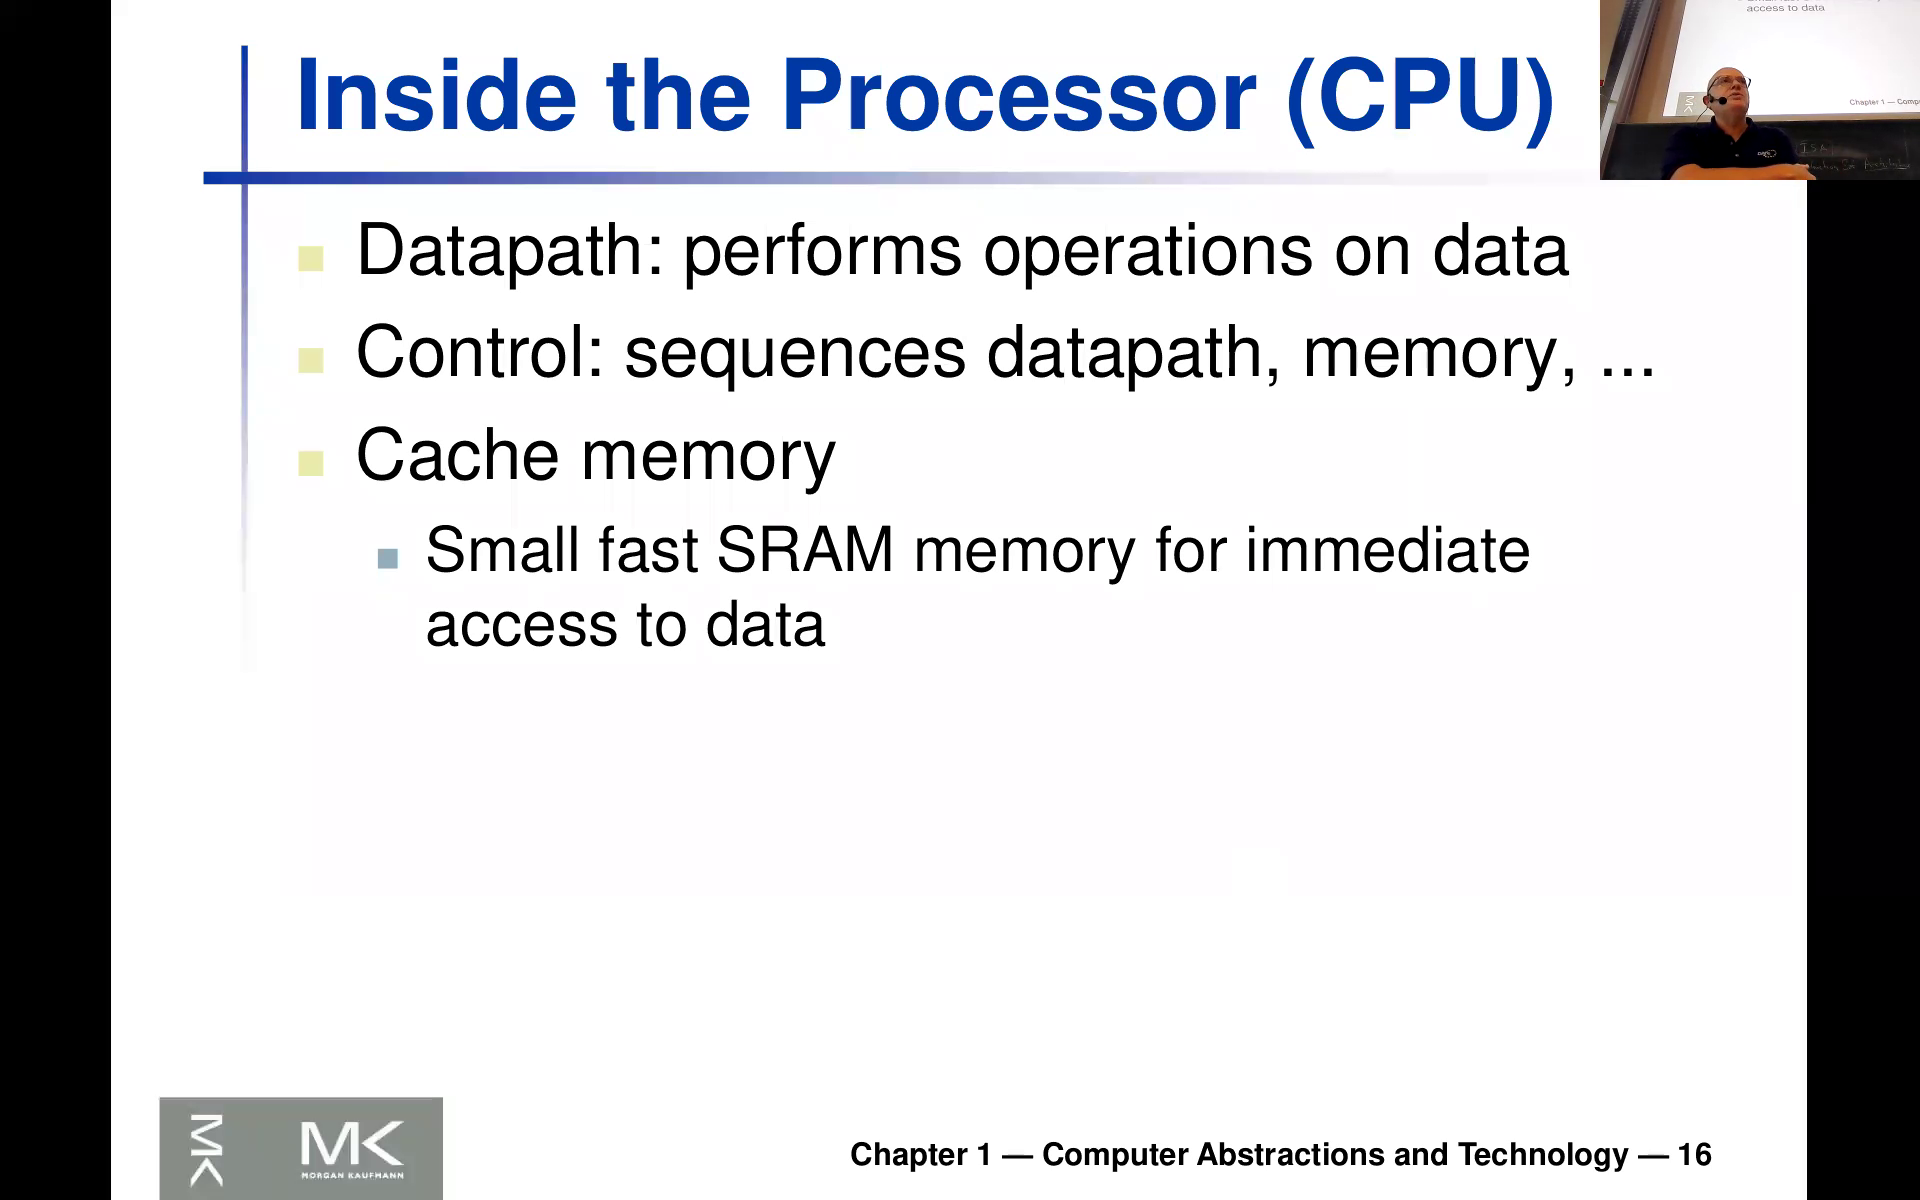 Inside the Processor (CPU)
Datapath: performs operations on data
Control: sequences datapath, memory, ...
Cache memory
Small fast SRAM memory for immediate
access to data
MK
MK
MORGAN KAUFMANN
Chapter 1 — Computer Abstractions and Technology — 16
access to data
MK
Chapter 1 — Comp
ISA